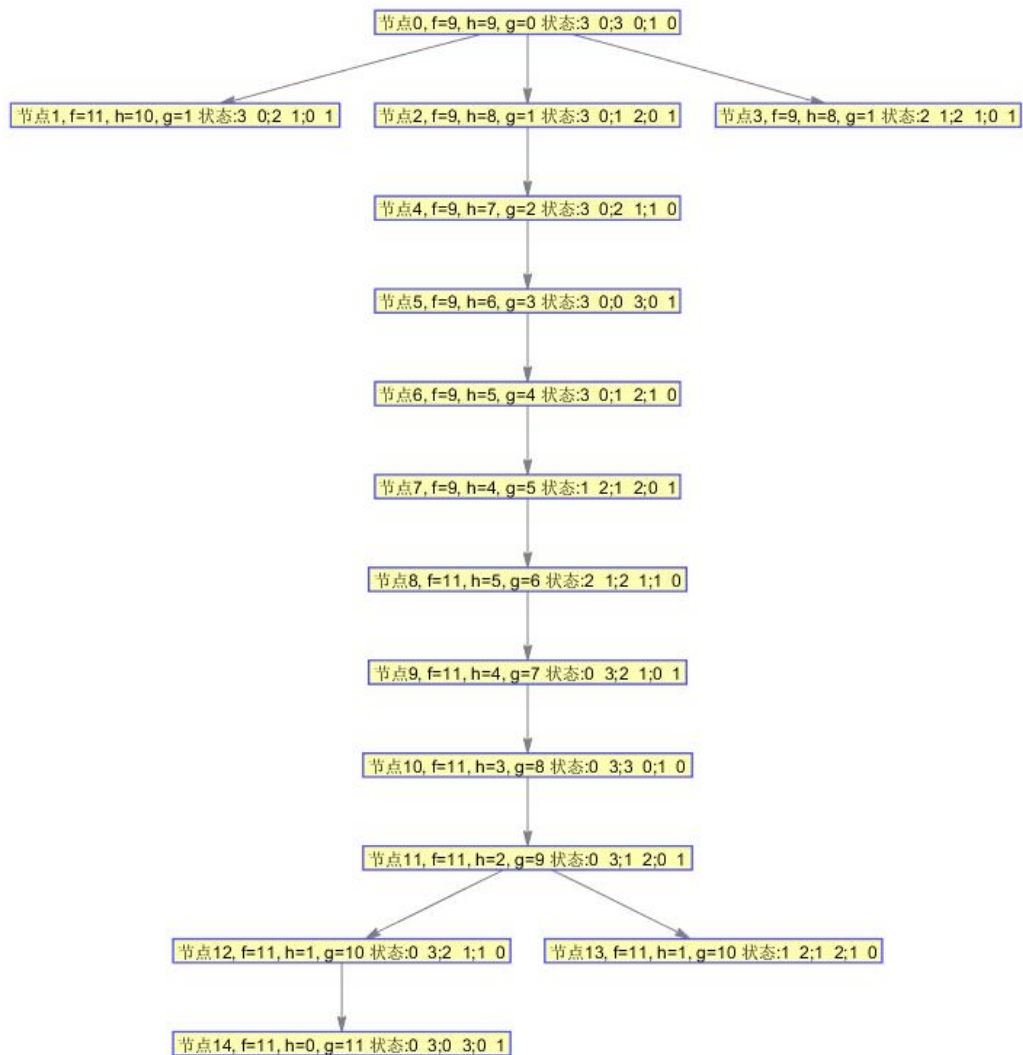 节点0, f=9, h=9, g=0 状态:3 0;3 0;1 0
节点1, f=11, h=10, g=1 状态:3 0;2 1;0 1
节点2, f=9, h=8, g=1 状态:3 0;1 2;0 1
节点3, f=9, h=8, g=1 状态:2 1;2 1;0 1
节点4, f=9, h=7, g=2 状态:3 0;2 1;1 0
节点5, f=9, h=6, g=3 状态:3 0;0 3;0 1
节点6, f=9, h=5, g=4 状态:3 0;1 2;1 0
节点7, f=9, h=4, g=5 状态:1 2;1 2;0 1
节点8, f=11, h=5, g=6 状态:2 1;2 1;1 0
节点9, f=11, h=4, g=7 状态:0 3;2 1;0 1
节点10, f=11, h=3, g=8 状态:0 3;3 0;1 0
节点11, f=11, h=2, g=9 状态:0 3;1 2;0 1
节点12, f=11, h=1, g=10 状态:0 3;2 1;1 0
节点13, f=11, h=1, g=10 状态:1 2;1 2;1 0
节点14, f=11, h=0, g=11 状态:0 3;0 3;0 1